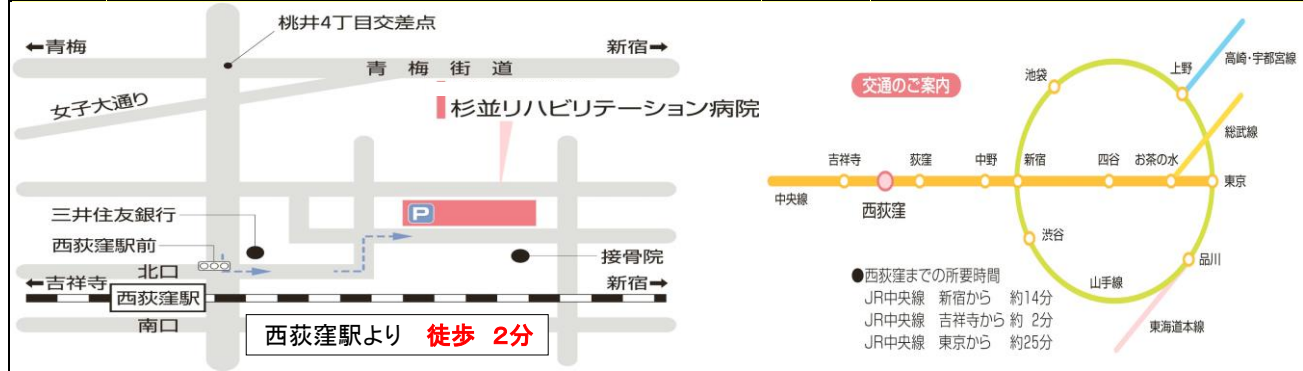 桃井4丁目交差点
←青梅
新宿→
青梅街道
女子大通り
杉並リハビリテーション病院
P
三井住友銀行
西荻窪駅前
北口
接骨院
←吉祥寺
新宿→
西荻窪駅
南口
西荻窪駅より 徒歩 2分
交通のご案内
池袋
上野
高崎・宇都宮線
総武線
吉祥寺
荻窪
中野
新宿
四谷
お茶の水
東京
中央線
西荻窪
渋谷
品川
山手線
東海道本線
●西荻窪までの所要時間
JR中央線 新宿から 約14分
JR中央線 吉祥寺から 約 2分
JR中央線 東京から 約25分